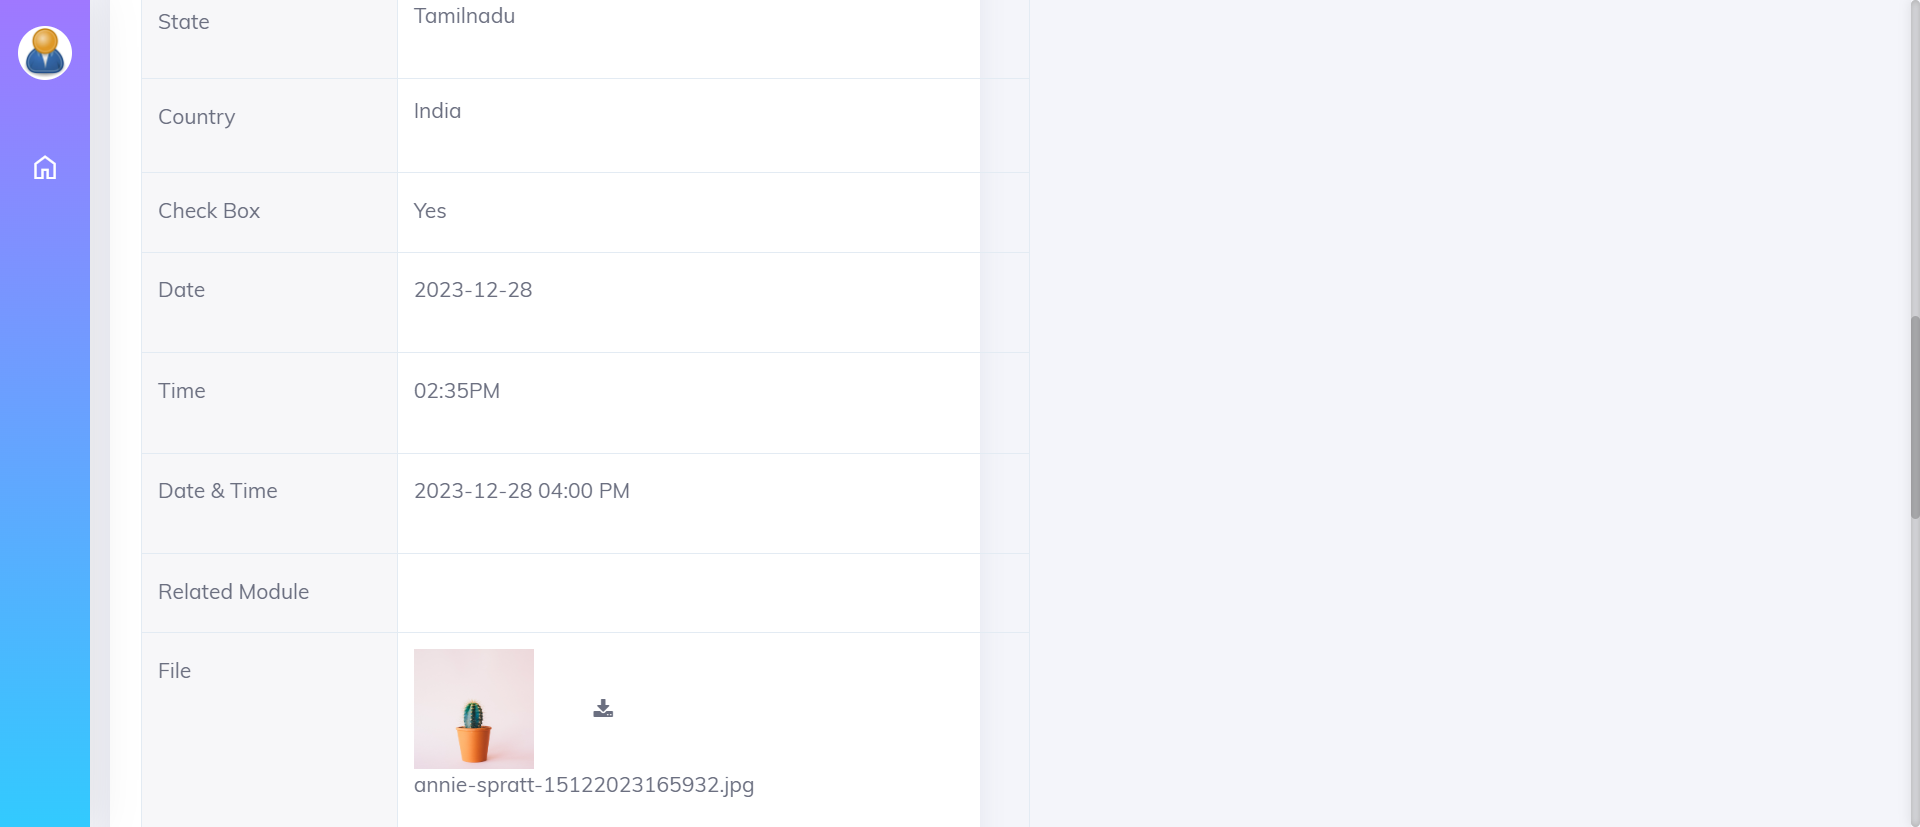 State Tamilnadu
Country India
Check Box Yes
Date 2023-12-28
Time 02:35PM
Date & Time 2023-12-28 04:00 PM
Related Module
File
annie-spratt-15122023165932.jpg